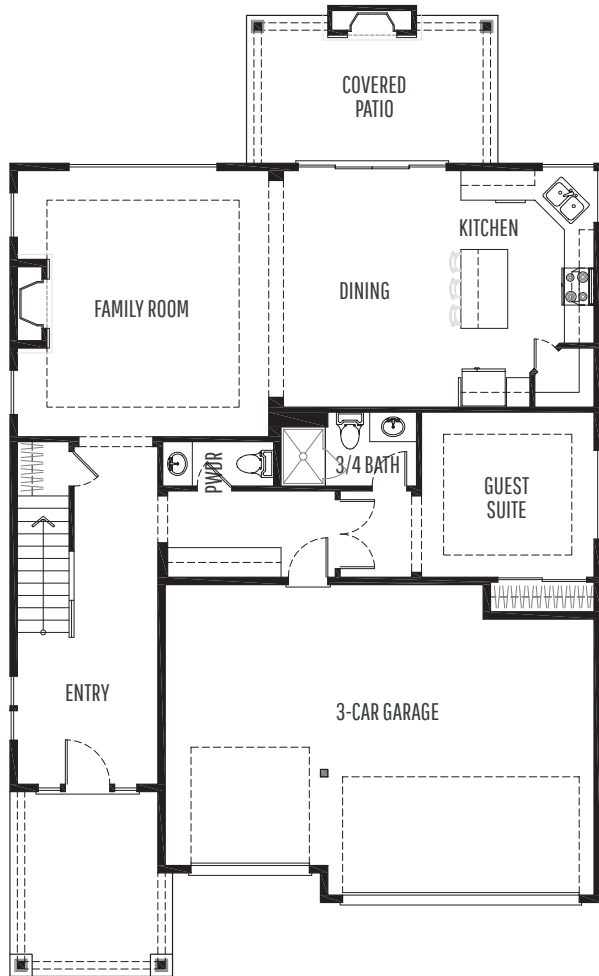 COVERED
PATIO
KITCHEN
DINING
FAMILY ROOM
PWDR
3/4 BATH
GUEST
SUITE
ENTRY
3-CAR GARAGE